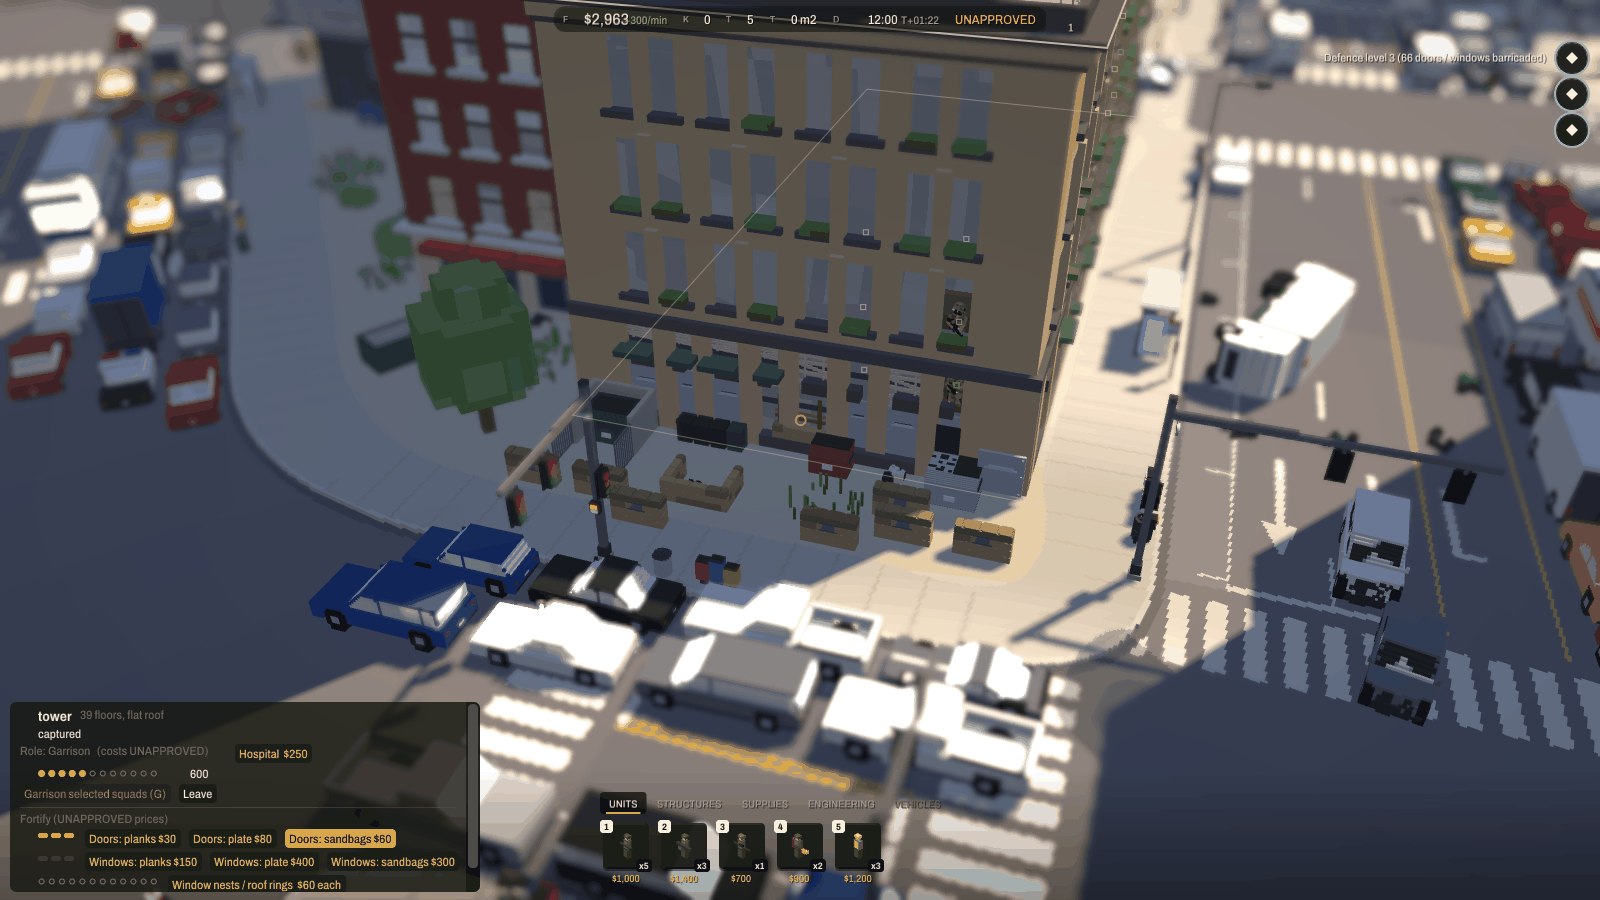 F $2,963 300/min K 0 T 5 T 0 m2 D 12:00 T+01:22 UNAPPROVED 1
Defence level 3 (66 doors / windows barricaded)
tower 39 floors, flat roof
captured
Role: Garrison (costs UNAPPROVED) Hospital $250
600
Garrison selected squads (G) Leave
Fortify (UNAPPROVED prices)
Doors: planks $30 Doors: plate $80 Doors: sandbags $60
Windows: planks $150 Windows: plate $400 Windows: sandbags $300
Window nests / roof rings $60 each
UNITS STRUCTURES SUPPLIES ENGINEERING VEHICLES
1 2 3 4 5
x5 x3 x1 x2 x3
$1,000 $1,400 $700 $900 $1,200